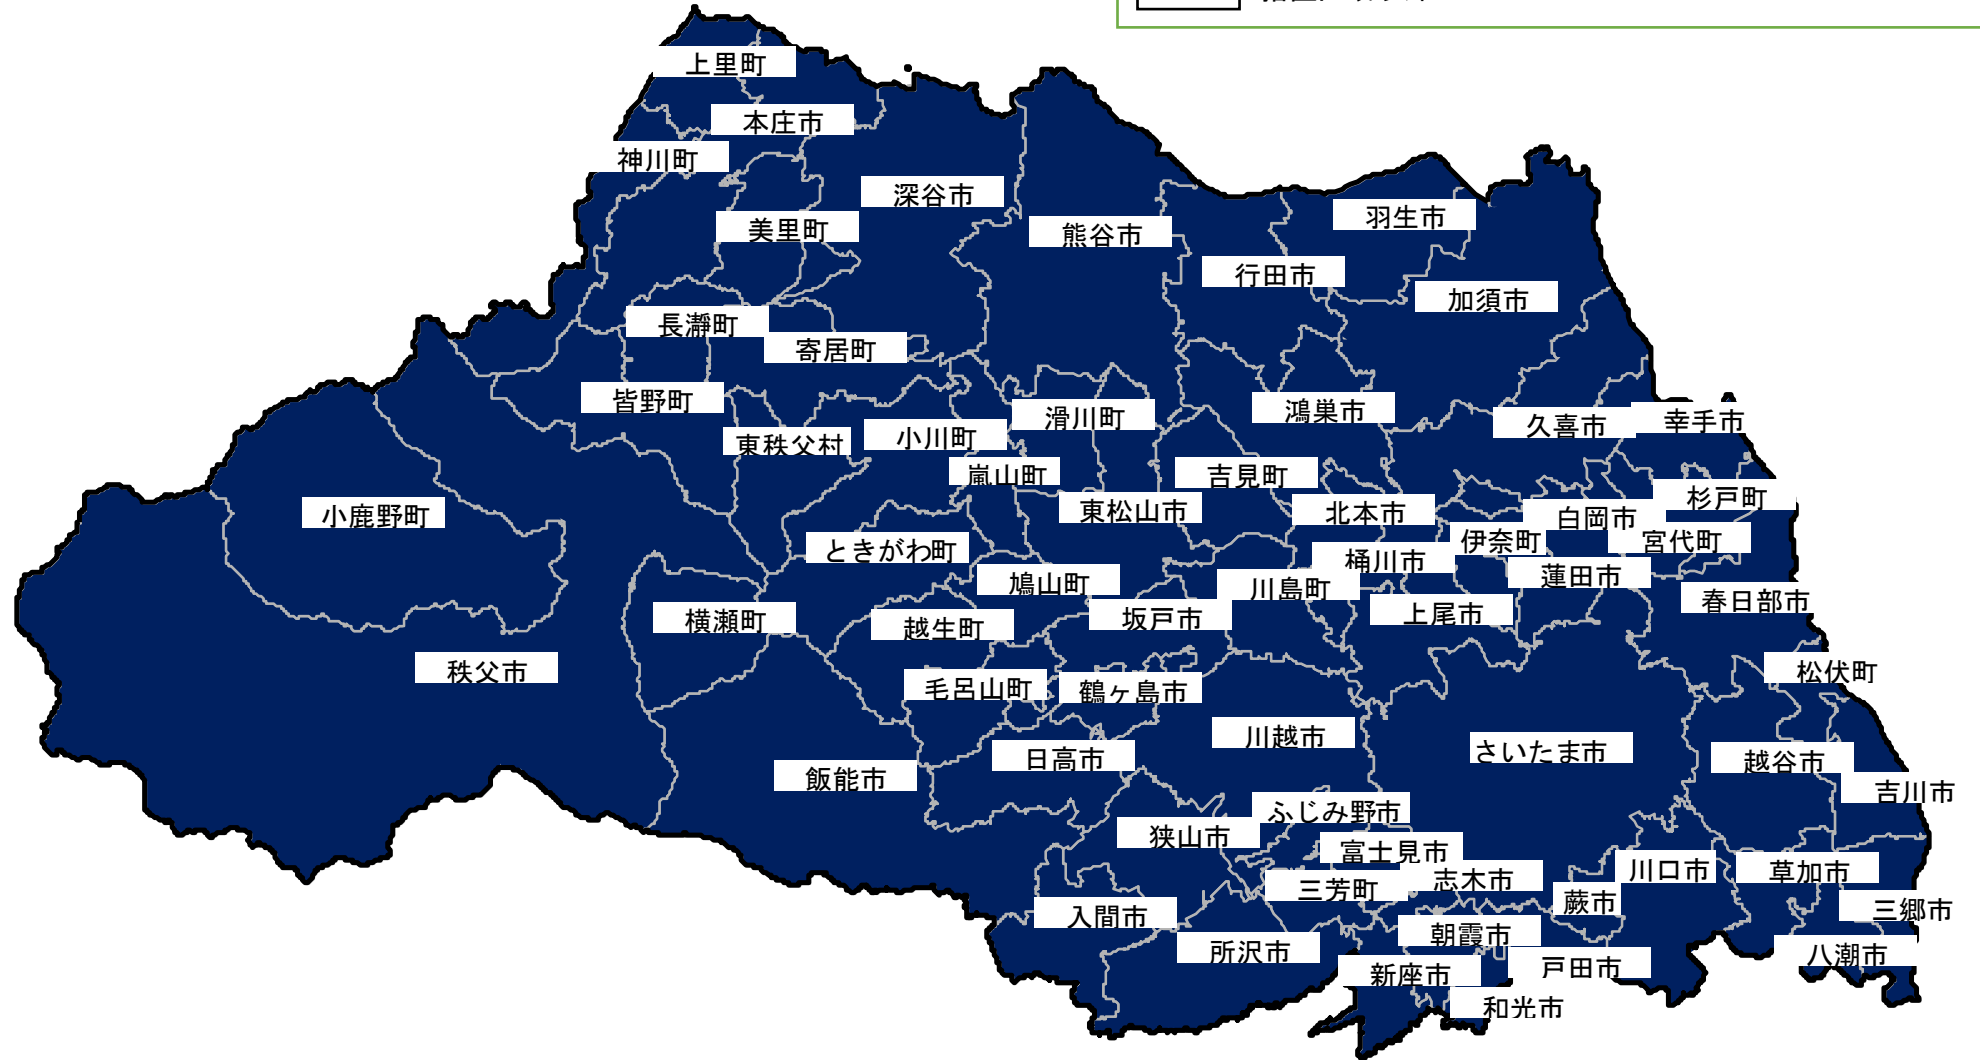 上里町
本庄市
神川町
深谷市
美里町
熊谷市
羽生市
行田市
加須市
長瀞町
寄居町
皆野町
滑川町
鴻巣市
久喜市
幸手市
東秩父村
小川町
嵐山町
吉見町
小鹿野町
東松山市
北本市
白岡市
杉戸町
ときがわ町
伊奈町
宮代町
桶川市
鳩山町
川島町
蓮田市
横瀬町
越生町
坂戸市
上尾市
春日部市
秩父市
毛呂山町
鶴ヶ島市
松伏町
川越市
さいたま市
日高市
越谷市
飯能市
吉川市
ふじみ野市
狭山市
富士見市
川口市
草加市
三芳町
志木市
蕨市
入間市
三郷市
朝霞市
所沢市
新座市
戸田市
八潮市
和光市